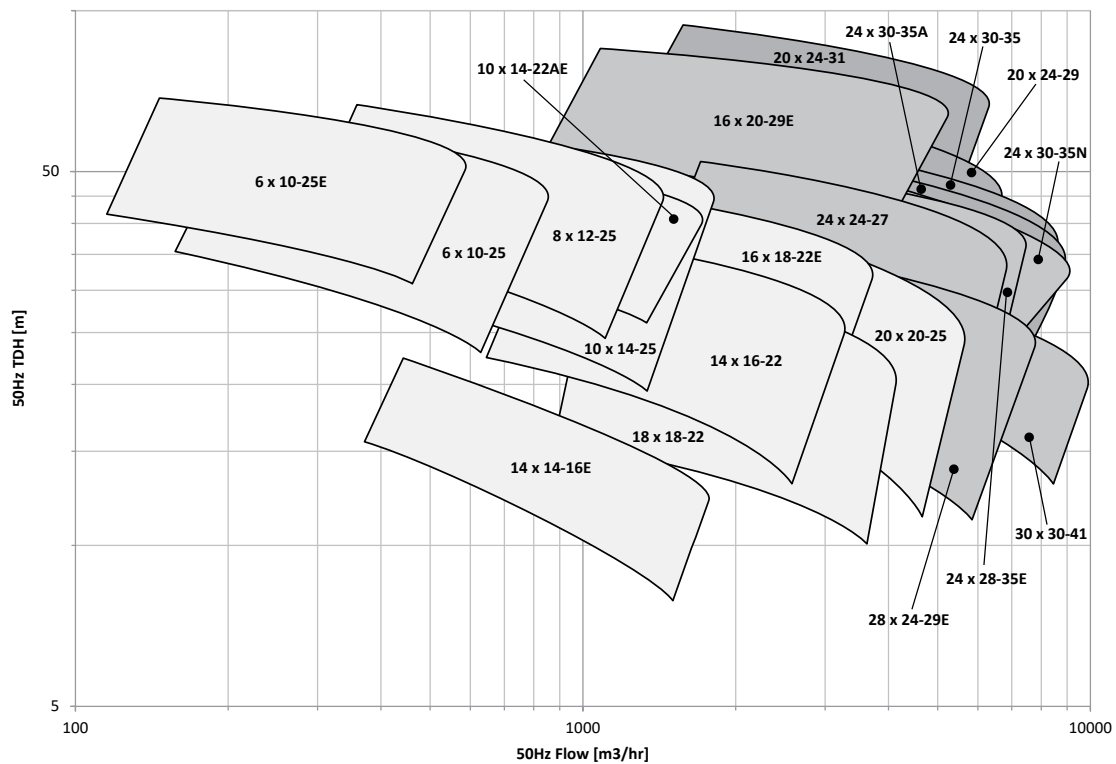 24 x 30-35A
24 x 30-35
20 x 24-29
24 x 30-35N
10 x 14-22AE
20 x 24-31
16 x 20-29E
50
6 x 10-25E
6 x 10-25
8 x 12-25
24 x 24-27
16 x 18-22E
10 x 14-25
14 x 16-22
20 x 20-25
18 x 18-22
14 x 14-16E
30 x 30-41
24 x 28-35E
28 x 24-29E
50Hz TDH [m]
5
100
1000
10000
50Hz Flow [m3/hr]